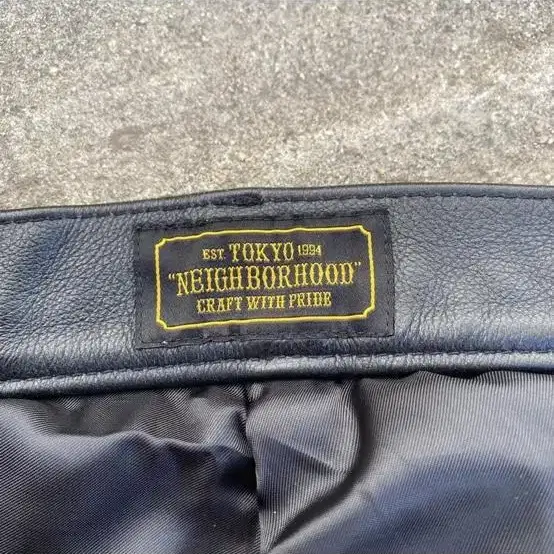 EST. TOKYO 1994
"NEIGHBORHOOD"
CRAFT WITH PRIDE